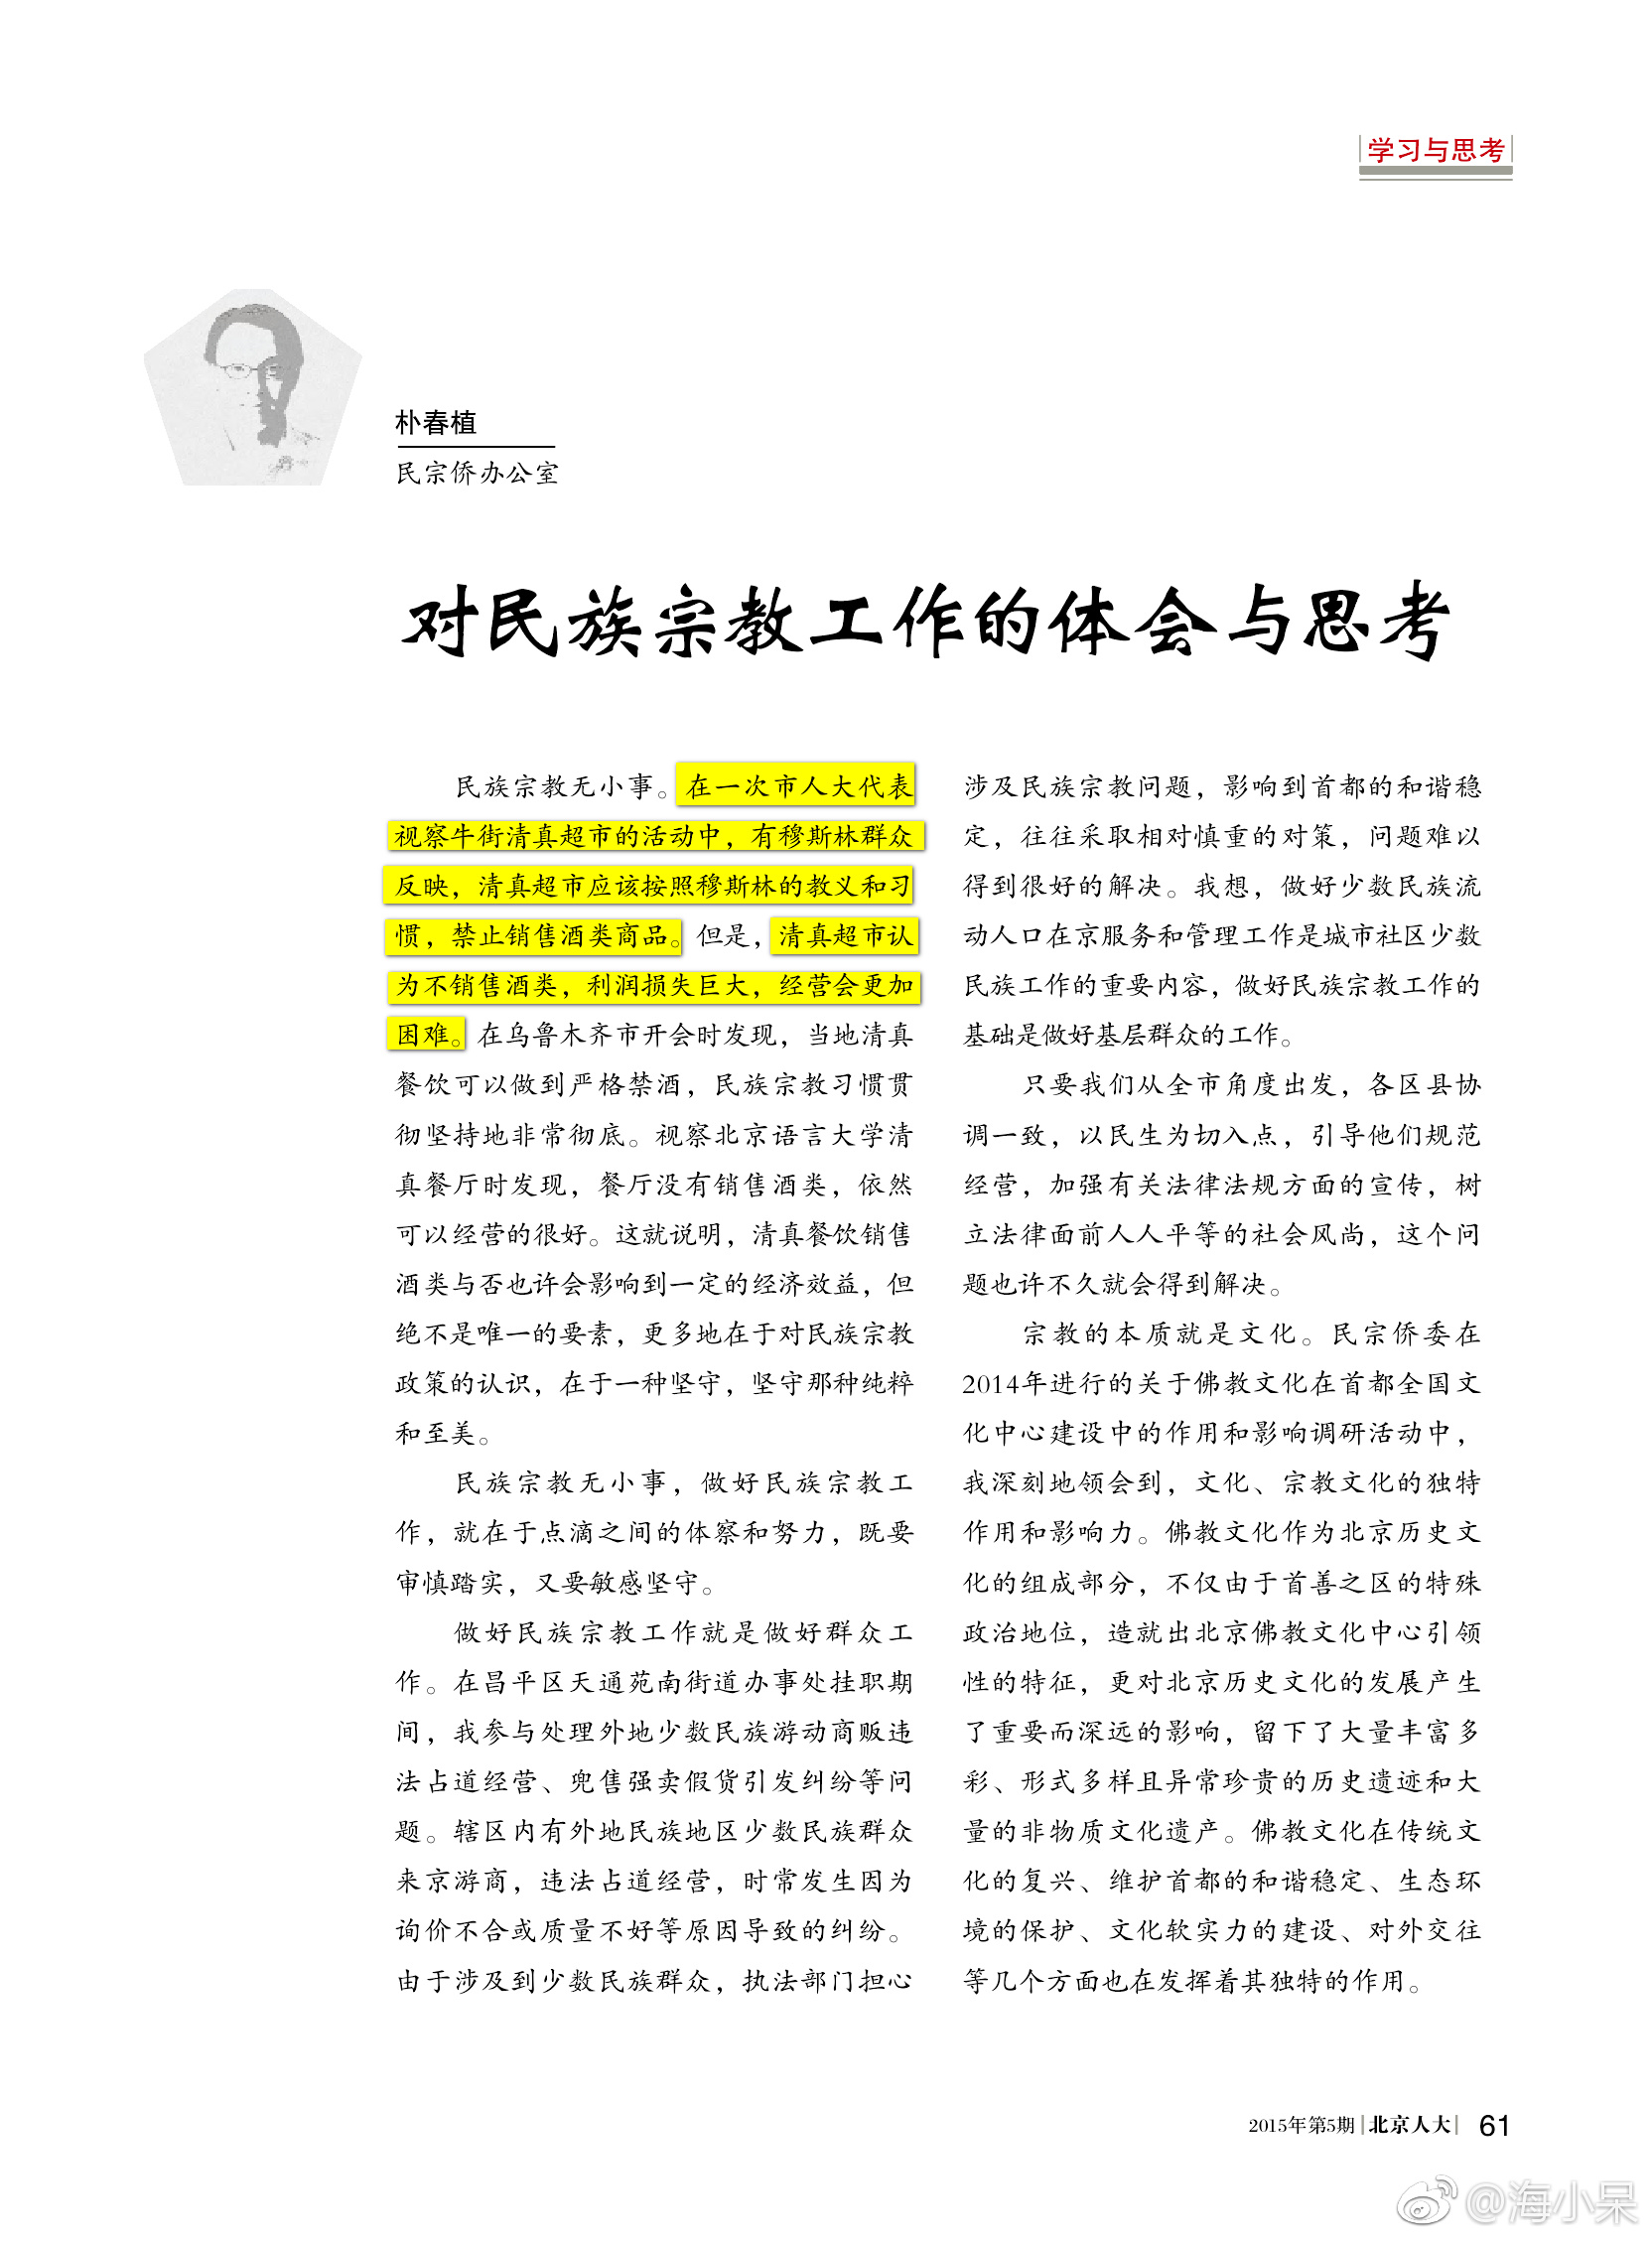 学习与思考
朴春植
民宗侨办公室
对民族宗教工作的体会与思考
民族宗教无小事。在一次市人大代表
视察牛街清真超市的活动中，有穆斯林群众
反映，清真超市应该按照穆斯林的教义和习
惯，禁止销售酒类商品。但是，清真超市认
为不销售酒类，利润损失巨大，经营会更加
困难。在乌鲁木齐市开会时发现，当地清真
餐饮可以做到严格禁酒，民族宗教习惯贯
彻坚持地非常彻底。视察北京语言大学清
真餐厅时发现，餐厅没有销售酒类，依然
可以经营的很好。这就说明，清真餐饮销售
酒类与否也许会影响到一定的经济效益，但
绝不是唯一的要素，更多地在于对民族宗教
政策的认识，在于一种坚守，坚守那种纯粹
和至美。
民族宗教无小事，做好民族宗教工
作，就在于点滴之间的体察和努力，既要
审慎踏实，又要敏感坚守。
做好民族宗教工作就是做好群众工
作。在昌平区天通苑南街道办事处挂职期
间，我参与处理外地少数民族游动商贩违
法占道经营、兜售强卖假货引发纠纷等问
题。辖区内有外地民族地区少数民族群众
来京游商，违法占道经营，时常发生因为
询价不合或质量不好等原因导致的纠纷。
由于涉及到少数民族群众，执法部门担心
涉及民族宗教问题，影响到首都的和谐稳
定，往往采取相对慎重的对策，问题难以
得到很好的解决。我想，做好少数民族流
动人口在京服务和管理工作是城市社区少数
民族工作的重要内容，做好民族宗教工作的
基础是做好基层群众的工作。
只要我们从全市角度出发，各区县协
调一致，以民生为切入点，引导他们规范
经营，加强有关法律法规方面的宣传，树
立法律面前人人平等的社会风尚，这个问
题也许不久就会得到解决。
宗教的本质就是文化。民宗侨委在
2014年进行的关于佛教文化在首都全国文
化中心建设中的作用和影响调研活动中，
我深刻地领会到，文化、宗教文化的独特
作用和影响力。佛教文化作为北京历史文
化的组成部分，不仅由于首善之区的特殊
政治地位，造就出北京佛教文化中心引领
性的特征，更对北京历史文化的发展产生
了重要而深远的影响，留下了大量丰富多
彩、形式多样且异常珍贵的历史遗迹和大
量的非物质文化遗产。佛教文化在传统文
化的复兴、维护首都的和谐稳定、生态环
境的保护、文化软实力的建设、对外交往
等几个方面也在发挥着其独特的作用。
2015年第5期|北京人大| 61
@海小呆